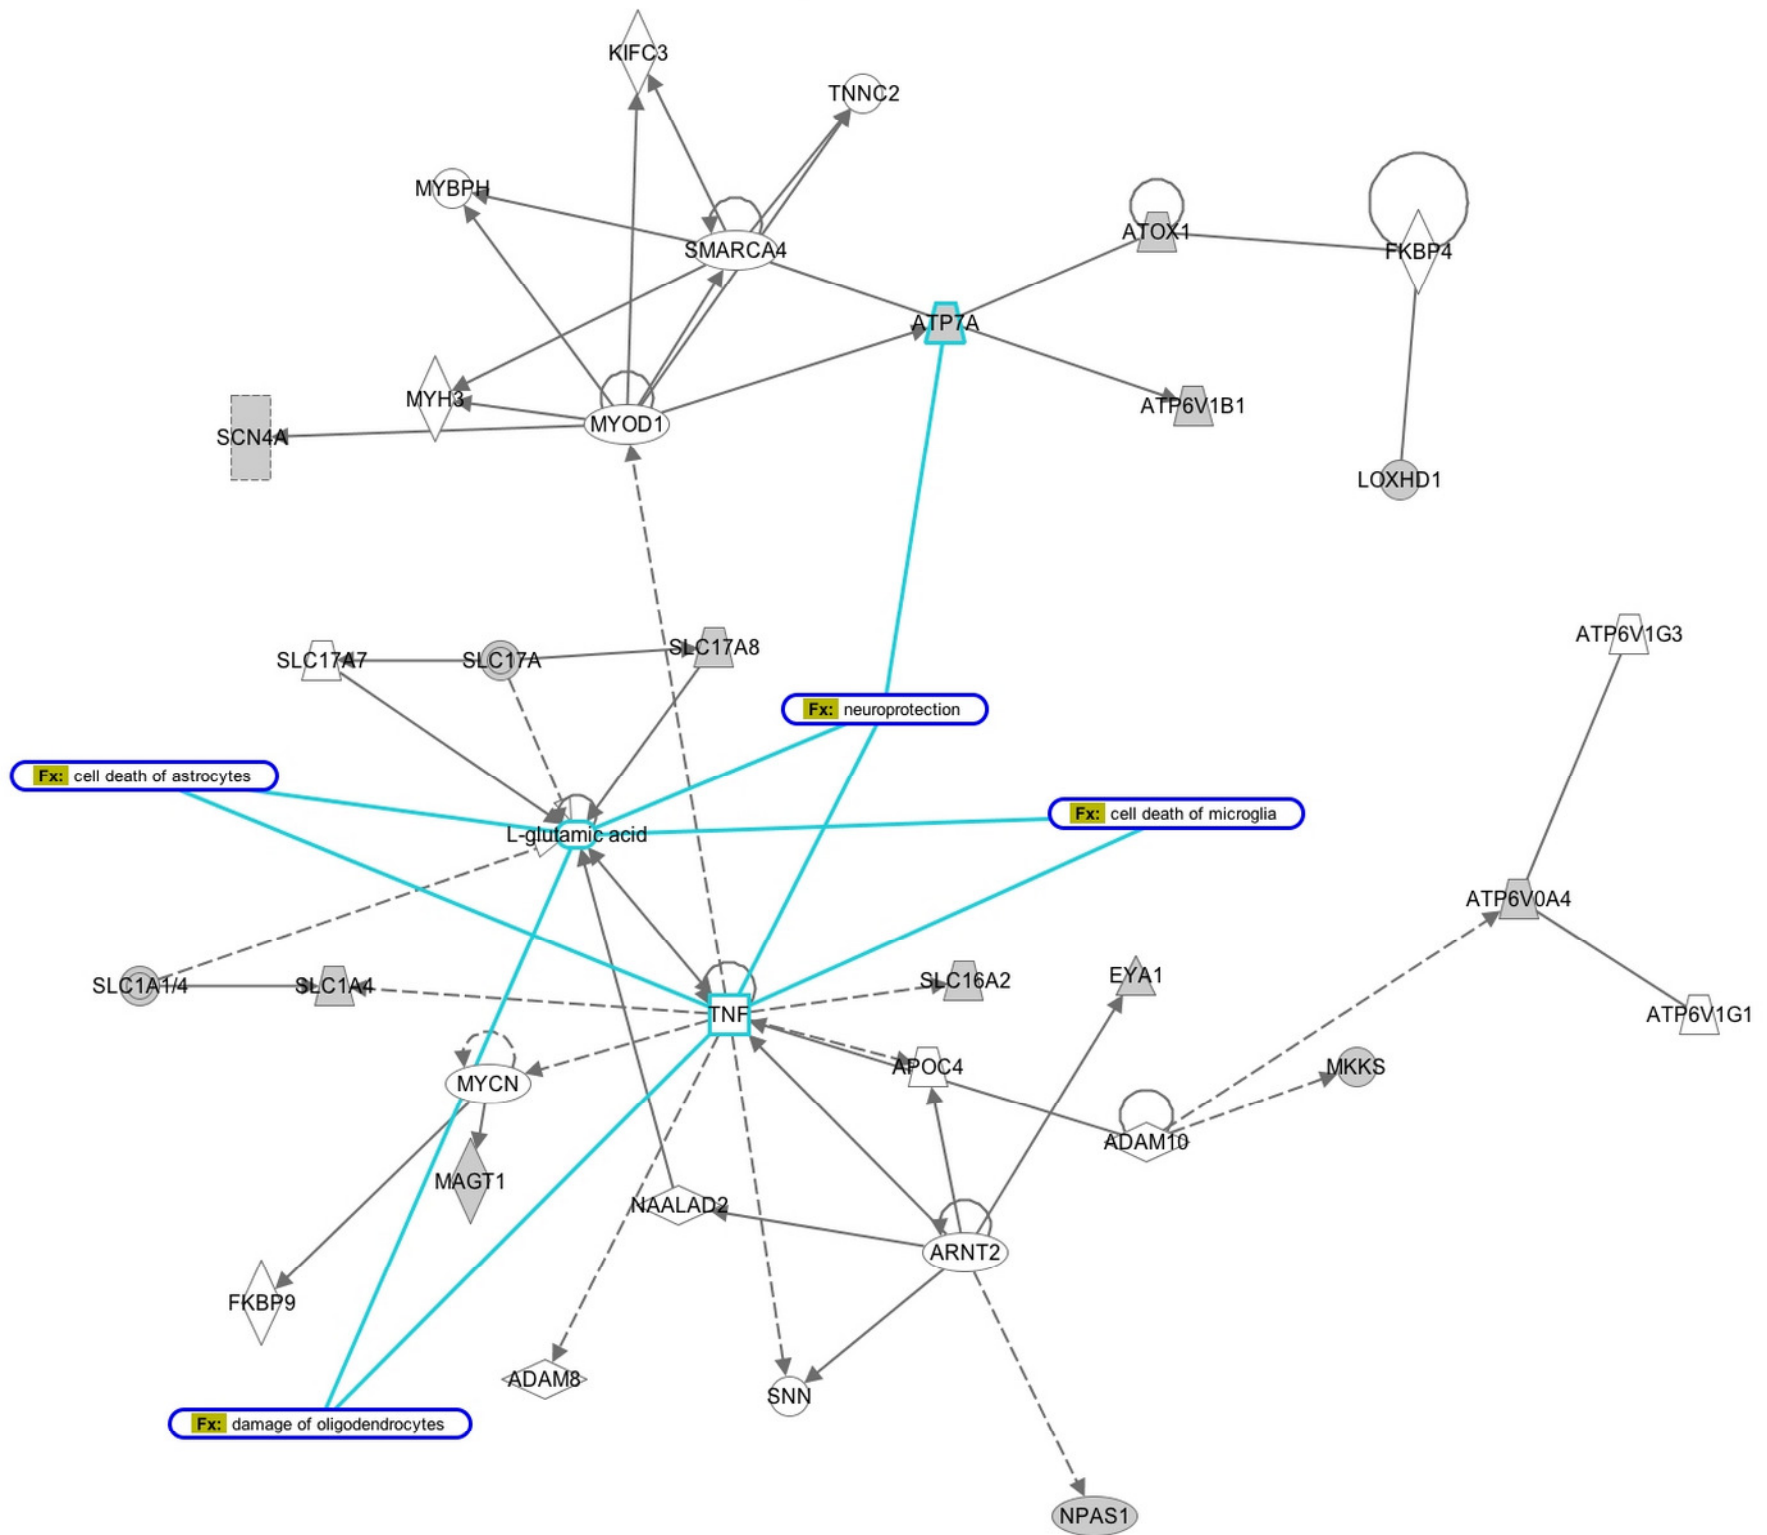 KIFC3
TNNC2
MYBPH
ATOX1
SMARCA4
FKBP4
ATP7A
MYH3
ATP6V1B1
MYOD1
SCN4A
LOXHD1
ATP6V1G3
SLC17A7
SLC17A
SLC17A8
Fx: neuroprotection
Fx: cell death of astrocytes
Fx: cell death of microglia
L-glutamic acid
ATP6V0A4
SLC1A1/4
SLC1A4
SLC16A2
EYA1
TNF
ATP6V1G1
APOC4
MKKS
MYCN
ADAM10
MAGT1
NAALAD2
ARNT2
FKBP9
ADAM8
SNN
Fx: damage of oligodendrocytes
NPAS1